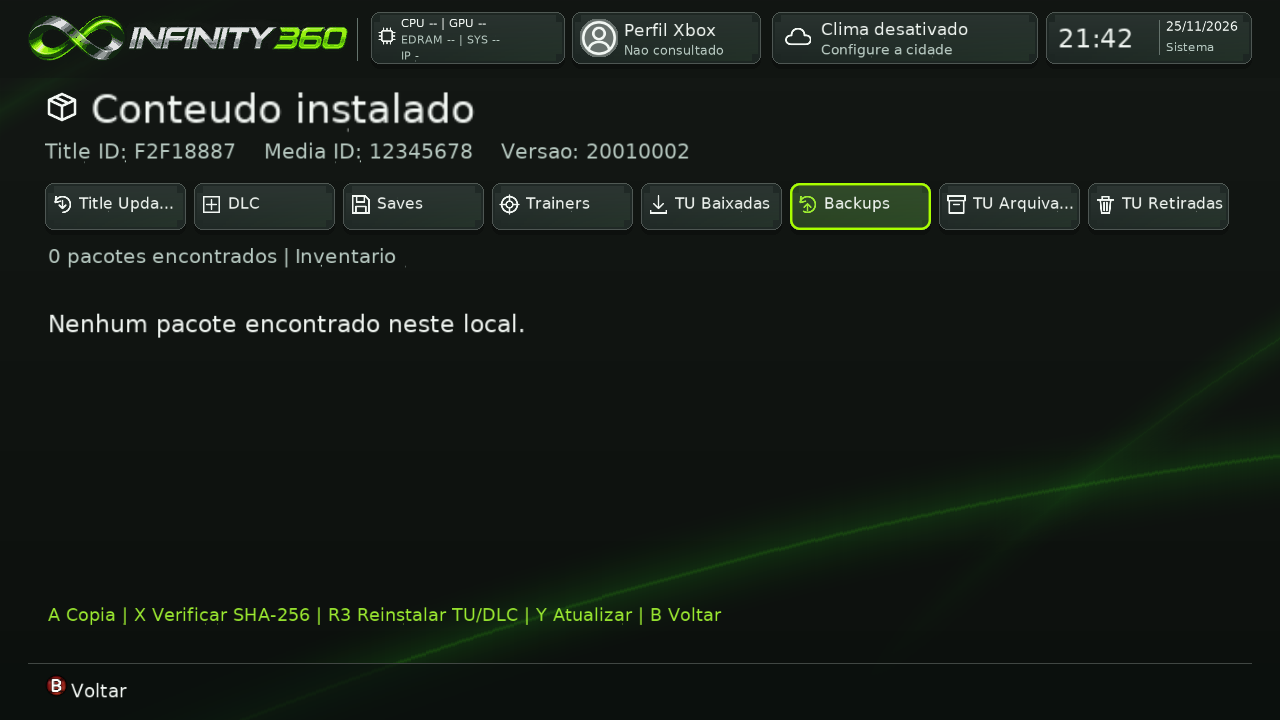 INFINITY 360
CPU -- | GPU --
EDRAM -- | SYS --
IP -
Perfil Xbox
Nao consultado
Clima desativado
Configure a cidade
21:42
25/11/2026
Sistema
Conteudo instalado
Title ID: F2F18887 Media ID: 12345678 Versao: 20010002
Title Upda...
DLC
Saves
Trainers
TU Baixadas
Backups
TU Arquiva...
TU Retiradas
0 pacotes encontrados | Inventario
Nenhum pacote encontrado neste local.
A Copia | X Verificar SHA-256 | R3 Reinstalar TU/DLC | Y Atualizar | B Voltar
B Voltar